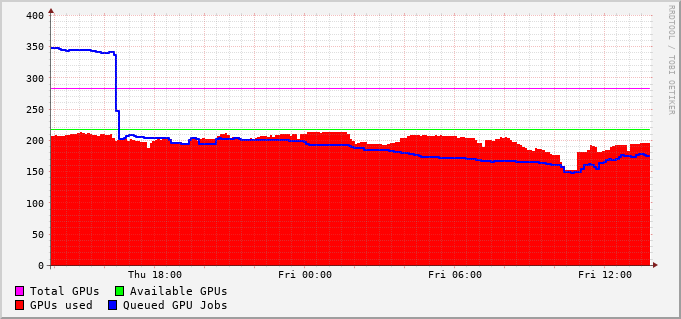 RRDTOOL / TOBI OETIKER
400
350
300
250
200
150
100
50
0
Thu 18:00 Fri 00:00 Fri 06:00 Fri 12:00
Total GPUs Available GPUs
GPUs used Queued GPU Jobs